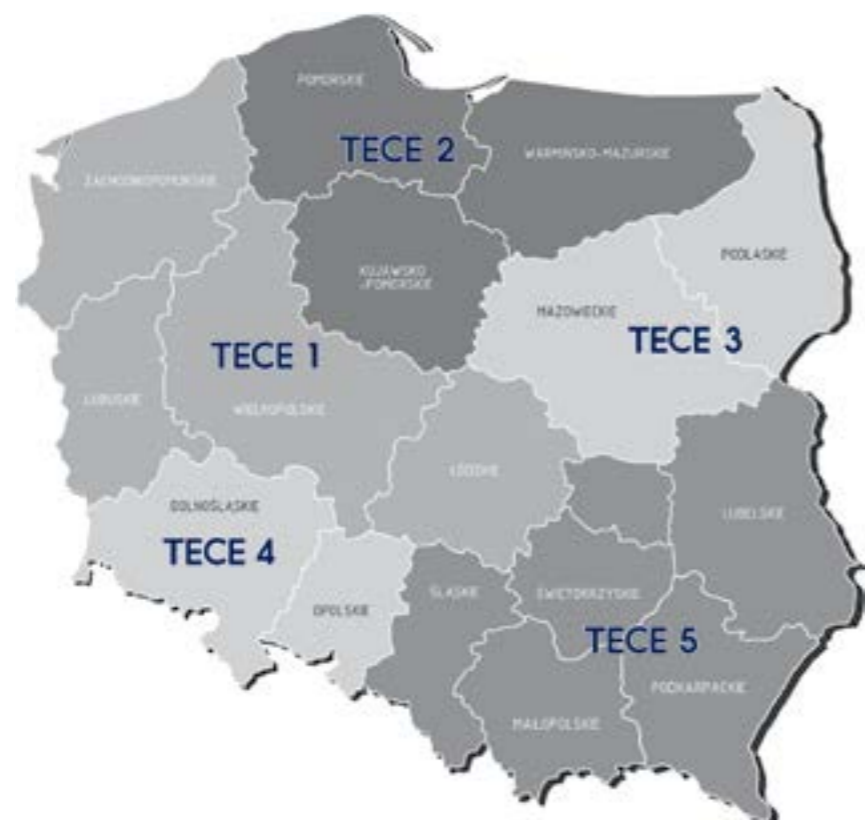 POMORSKIE
TECE 2
WARMIŃSKO-MAZURSKIE
ZACHODNIOPOMORSKIE
KUJAWSKO
-POMORSKIE
PODLASKIE
MAZOWIECKIE
TECE 3
TECE 1
LUBUSKIE
WIELKOPOLSKIE
ŁÓDZKIE
DOLNOŚLĄSKIE
LUBELSKIE
TECE 4
ŚLĄSKIE
ŚWIĘTOKRZYSKIE
OPOLSKIE
TECE 5
PODKARPACKIE
MAŁOPOLSKIE